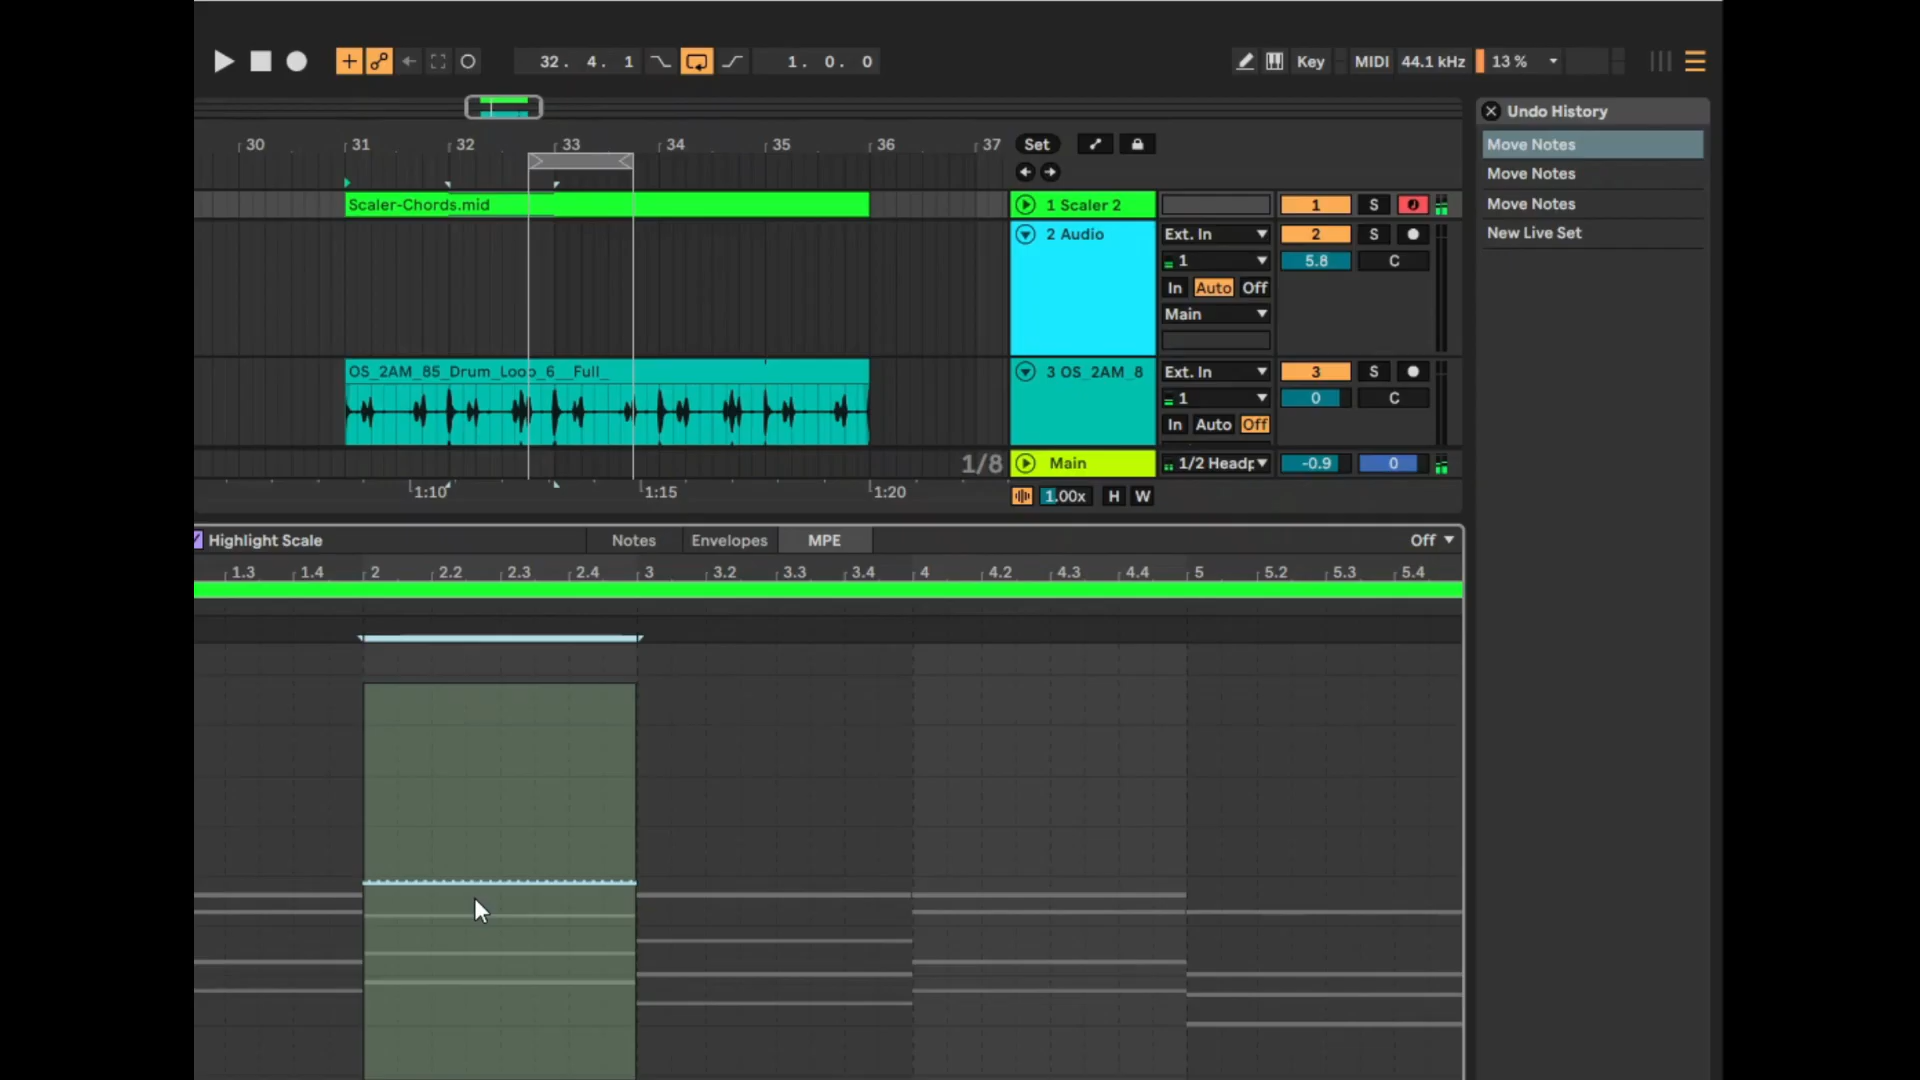 32. 4. 1
1. 0. 0
Key
MIDI
44.1 kHz
13 %
Undo History
Move Notes
Move Notes
Move Notes
New Live Set
30 31 32 33 34 35 36 37
Set
Scaler-Chords.mid
1 Scaler 2
1
S
2 Audio
Ext. In
2
S
1
5.8
C
In Auto Off
Main
OS_2AM_85_Drum_Loop_6__Full_
3 OS_2AM_8
Ext. In
3
S
1
0
C
In Auto Off
1/8
Main
1/2 Headp
-0.9
0
1:10 1:15 1:20
1.00x
H
W
Highlight Scale
Notes
Envelopes
MPE
Off
1.3 1.4 2 2.2 2.3 2.4 3 3.2 3.3 3.4 4 4.2 4.3 4.4 5 5.2 5.3 5.4